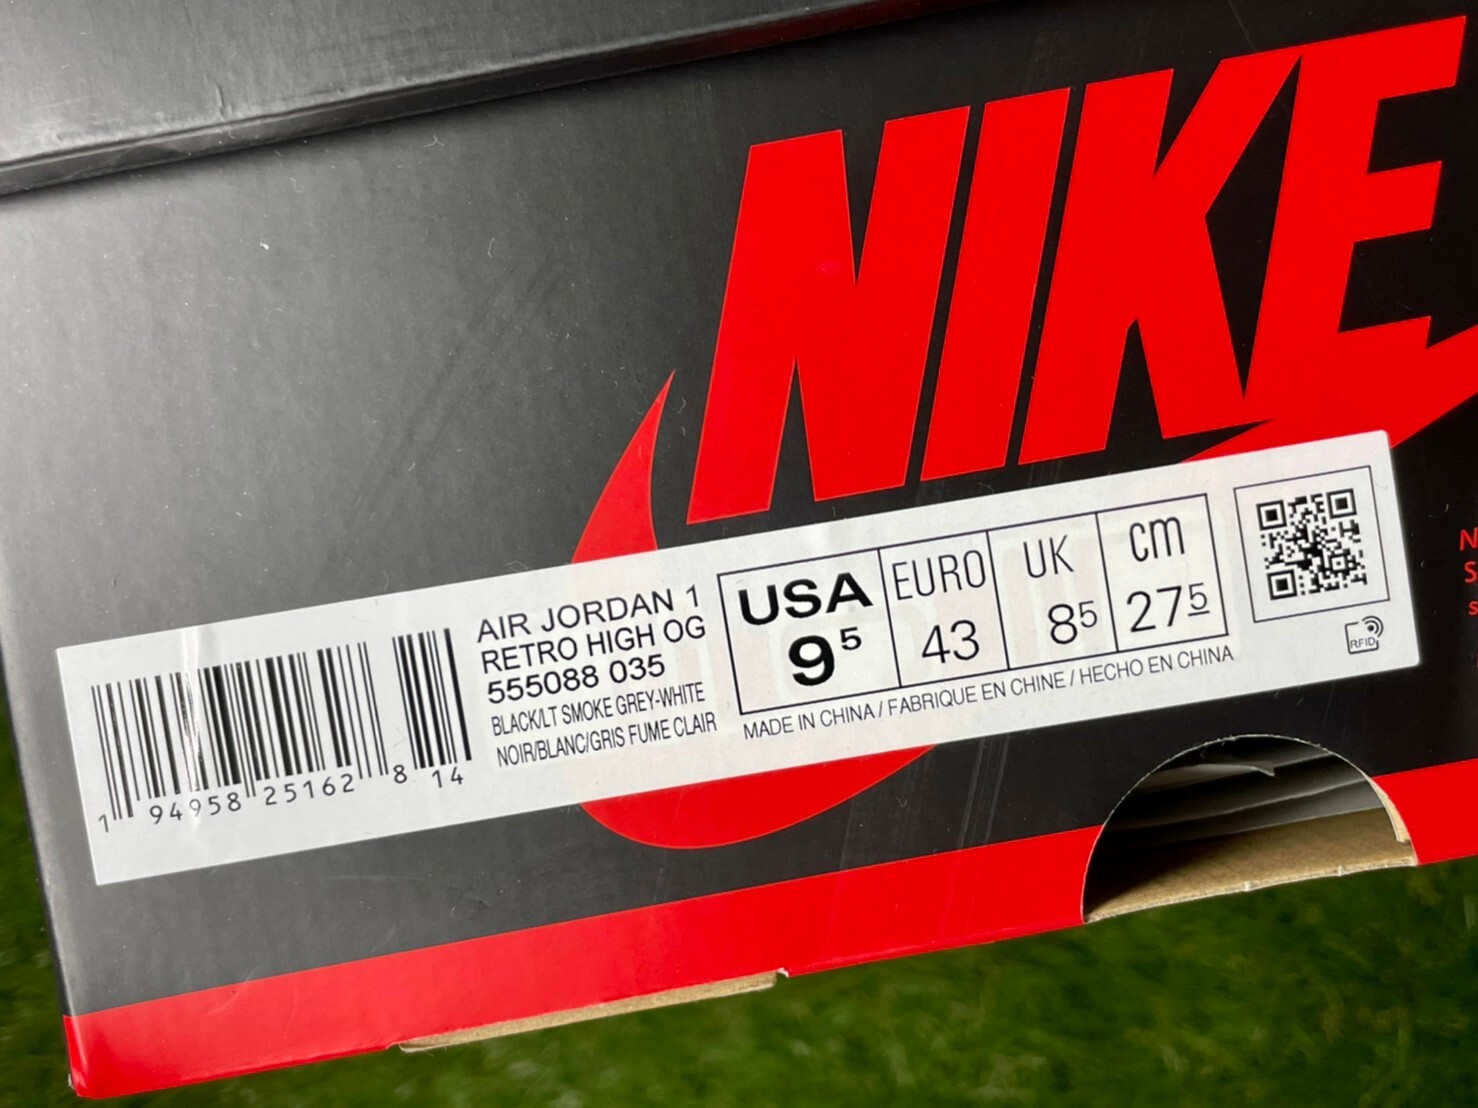 NIKE
AIR JORDAN 1
RETRO HIGH OG
555088 035
BLACK/LT SMOKE GREY-WHITE
NOIR/BLANC/GRIS FUME CLAIR
1 94958 25162 8 14
USA EURO UK cm
9⁵ 43 8⁵ 27⁵
MADE IN CHINA / FABRIQUE EN CHINE / HECHO EN CHINA
RFID